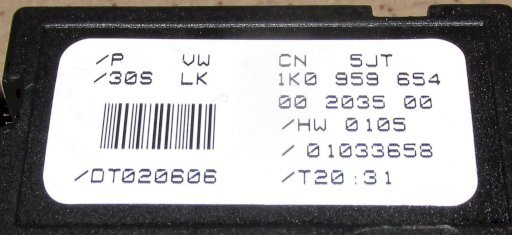 /P VW CN 5JT
/30S LK 1K0 959 654
00 2035 00
/HW 0105
/ 01033658
/DT020606 /T20:31